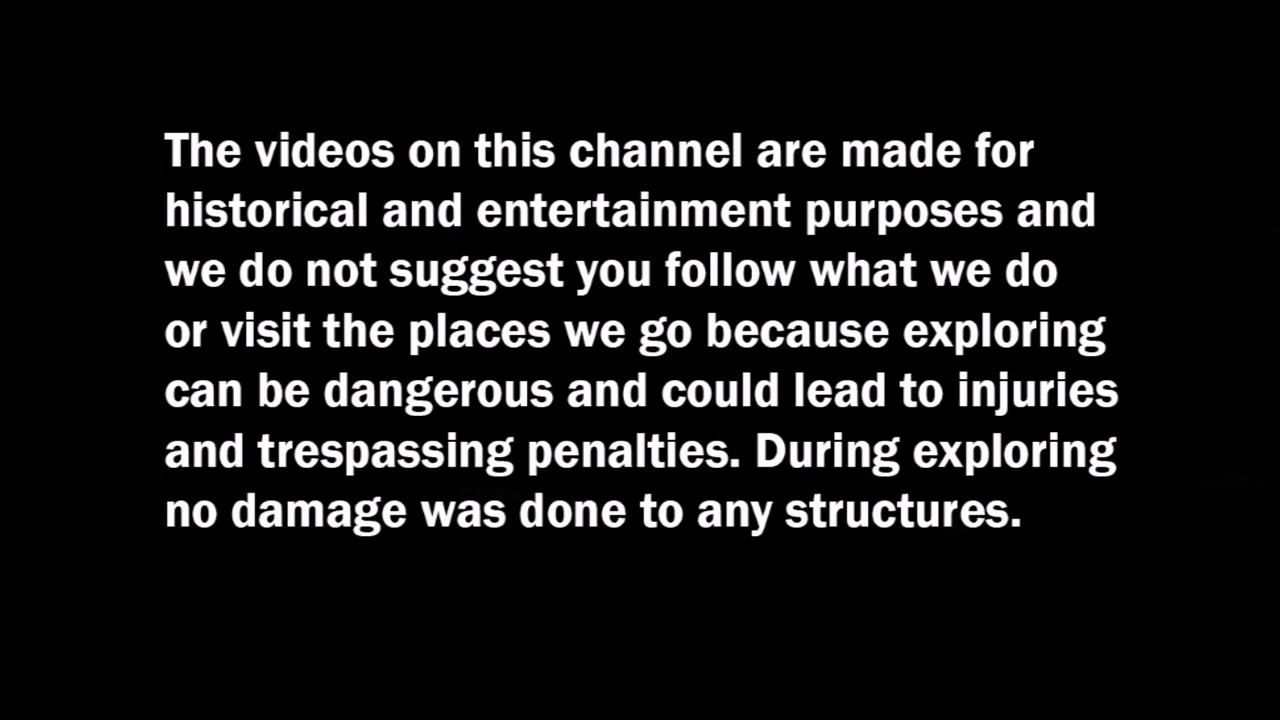 The videos on this channel are made for
historical and entertainment purposes and
we do not suggest you follow what we do
or visit the places we go because exploring
can be dangerous and could lead to injuries
and trespassing penalties. During exploring
no damage was done to any structures.